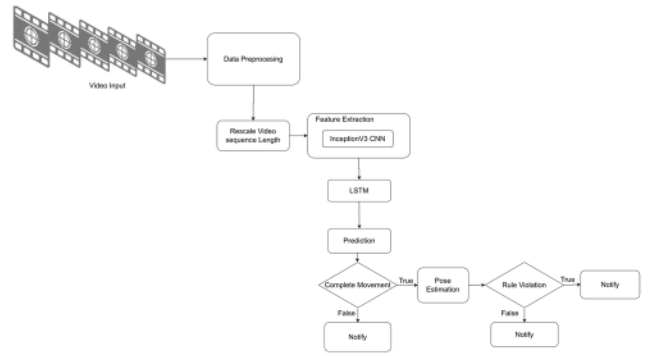 Video Input
Data Preprocesing
Rescale Video
sequence Length
Feature Extraction
InceptionV3 CNN
LSTM
Prediction
Complete Movement
True
Pose
Estimation
Rule Violation
True
Notify
False
Notify
False
Notify